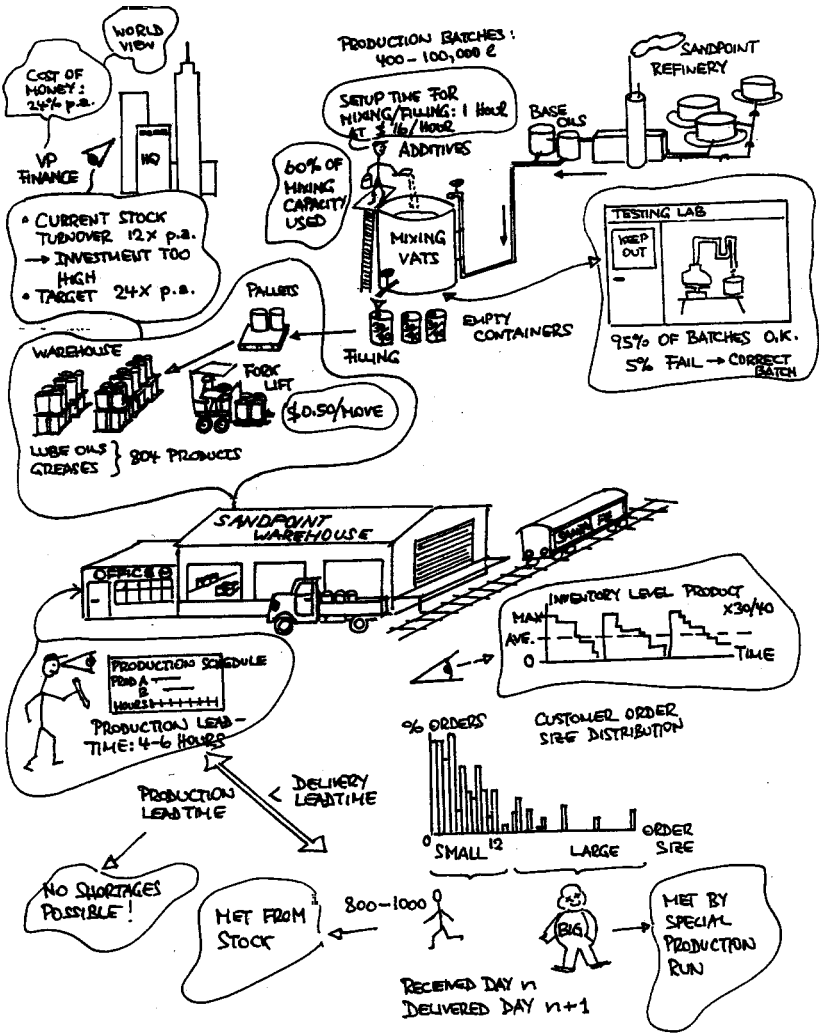 WORLD
VIEW
COST OF
MONEY:
24% p.a.
VP
FINANCE
HQ
• CURRENT STOCK
TURNOVER 12X p.a.
→ INVESTMENT TOO
HIGH
• TARGET 24X p.a.
PRODUCTION BATCHES:
400 – 100,000 ℓ
SETUP TIME FOR
MIXING/FILLING: 1 HOUR
AT $16/HOUR
60% OF
MIXING
CAPACITY
USED
ADDITIVES
MIXING
VATS
BASE
OILS
SANDPOINT
REFINERY
TESTING LAB
KEEP
OUT
95% OF BATCHES O.K.
5% FAIL → CORRECT
BATCH
EMPTY
CONTAINERS
FILLING
PALLETS
WAREHOUSE
FORK
LIFT
$0.50/MOVE
LUBE OILS
GREASES } 804 PRODUCTS
SANDPOINT
WAREHOUSE
OFFICE
INVENTORY LEVEL PRODUCT
X30/40
MAX
AVE.
0
TIME
PRODUCTION SCHEDULE
PROD A
B
HOURS
PRODUCTION LEAD-
TIME: 4-6 HOURS
PRODUCTION
LEADTIME
< DELIVERY
LEADTIME
NO SHORTAGES
POSSIBLE!
CUSTOMER ORDER
SIZE DISTRIBUTION
% ORDERS
0
12
ORDER
SIZE
SMALL
LARGE
MET FROM
STOCK
800-1000
BIG
MET BY
SPECIAL
PRODUCTION
RUN
RECEIVED DAY n
DELIVERED DAY n+1